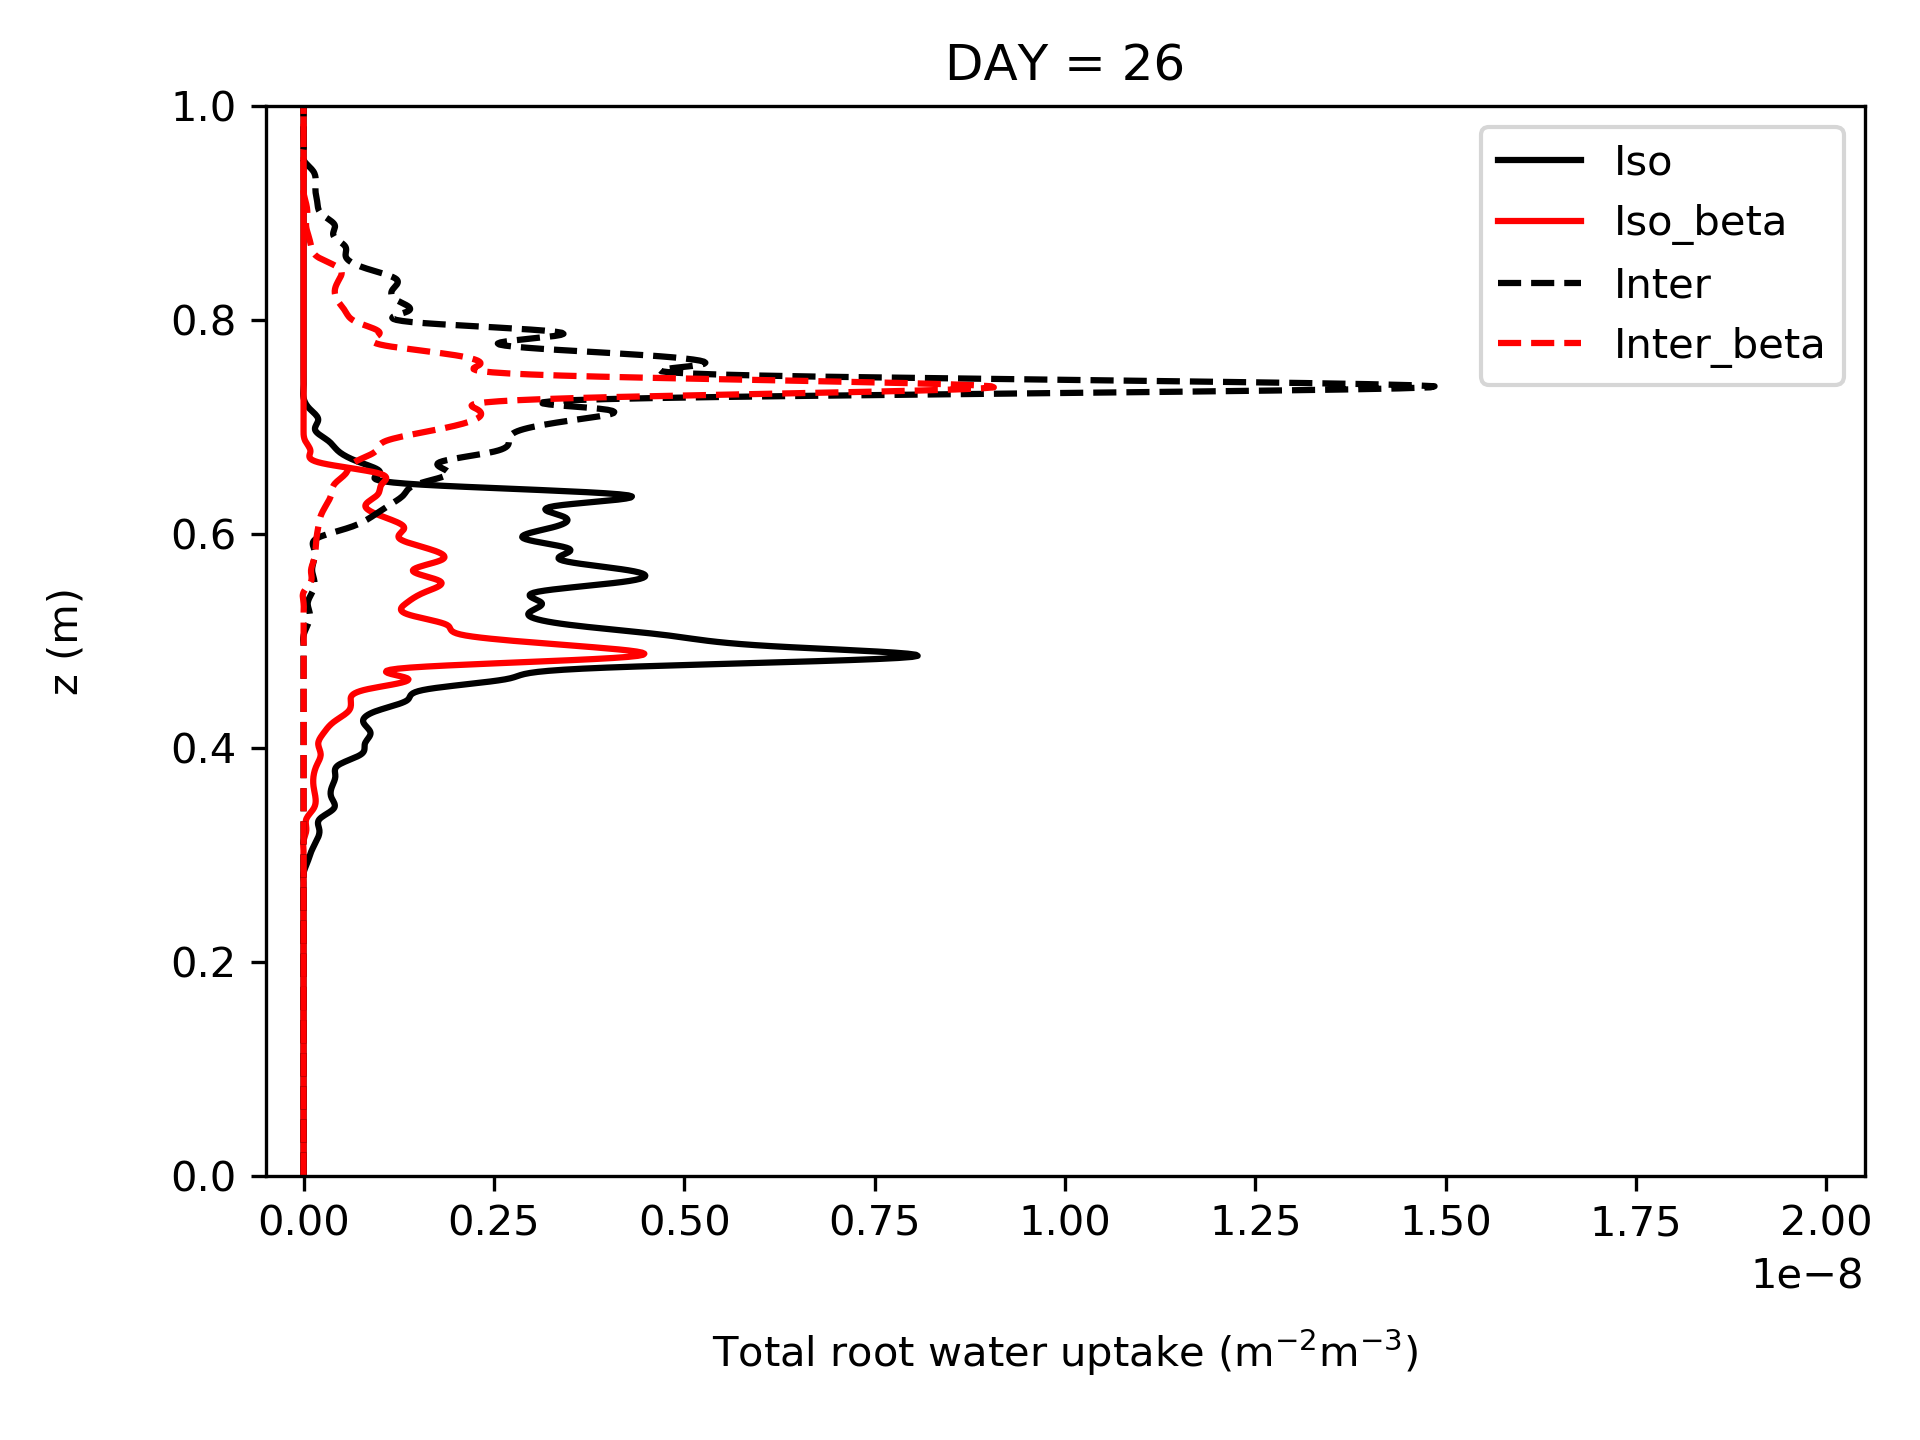 DAY = 26
1.0
0.8
0.6
0.4
0.2
0.0
z (m)
Iso
Iso_beta
Inter
Inter_beta
0.00 0.25 0.50 0.75 1.00 1.25 1.50 1.75 2.00
1e−8
Total root water uptake (m⁻²m⁻³)